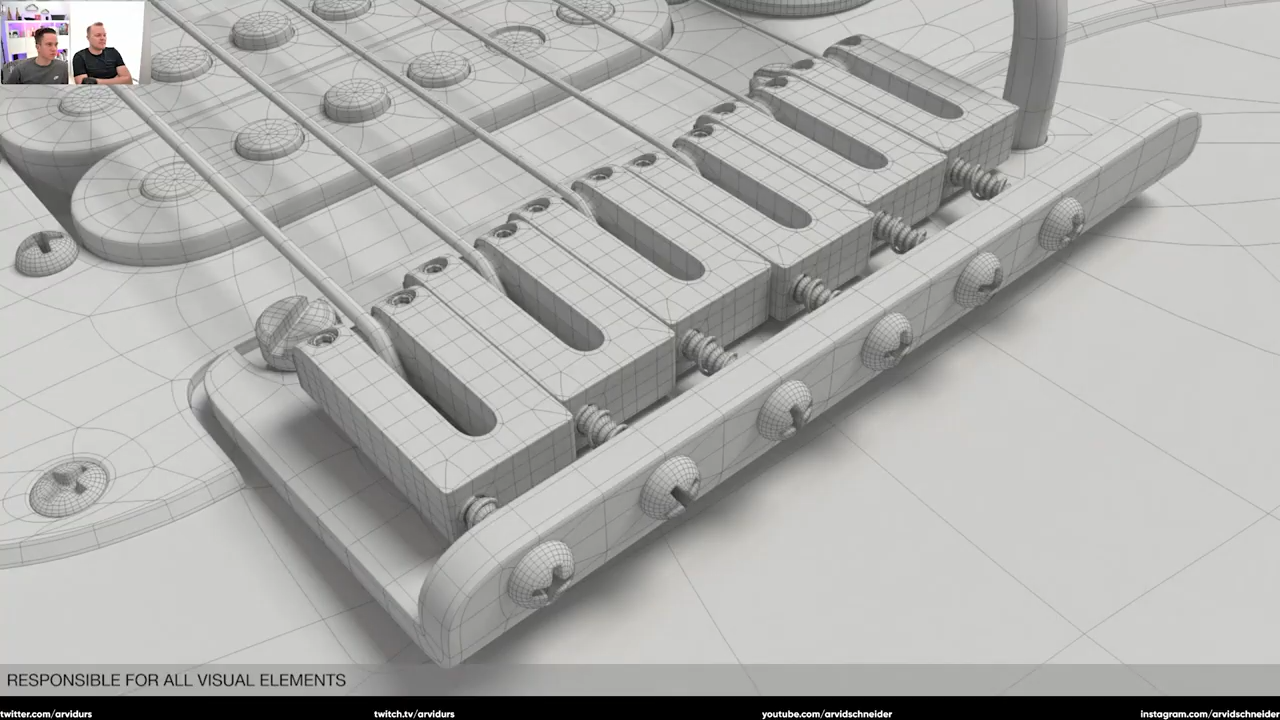 RESPONSIBLE FOR ALL VISUAL ELEMENTS
twitter.com/arvidurs
twitch.tv/arvidurs
youtube.com/arvidschneider
instagram.com/arvidschneider